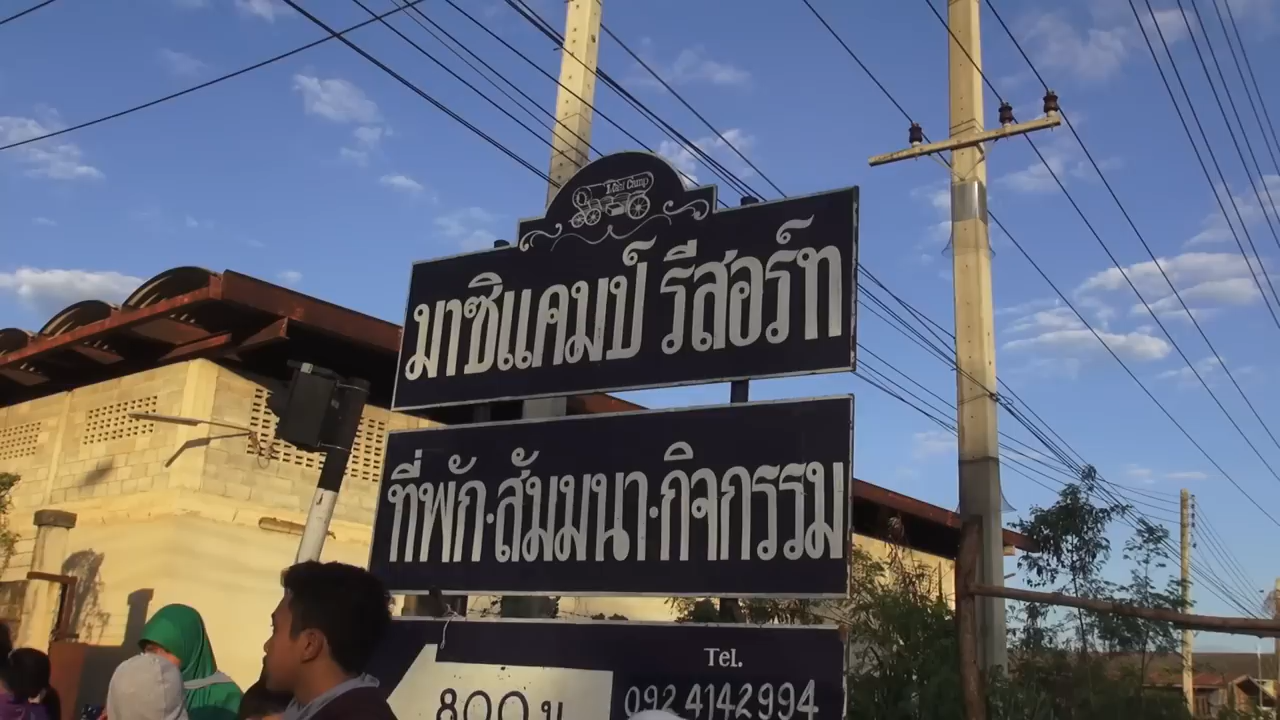 Camp
มาซิแคมป์ รีสอร์ท
ที่พัก·สัมมนา·กิจกรรม
Tel.
800 ม
092 4142994